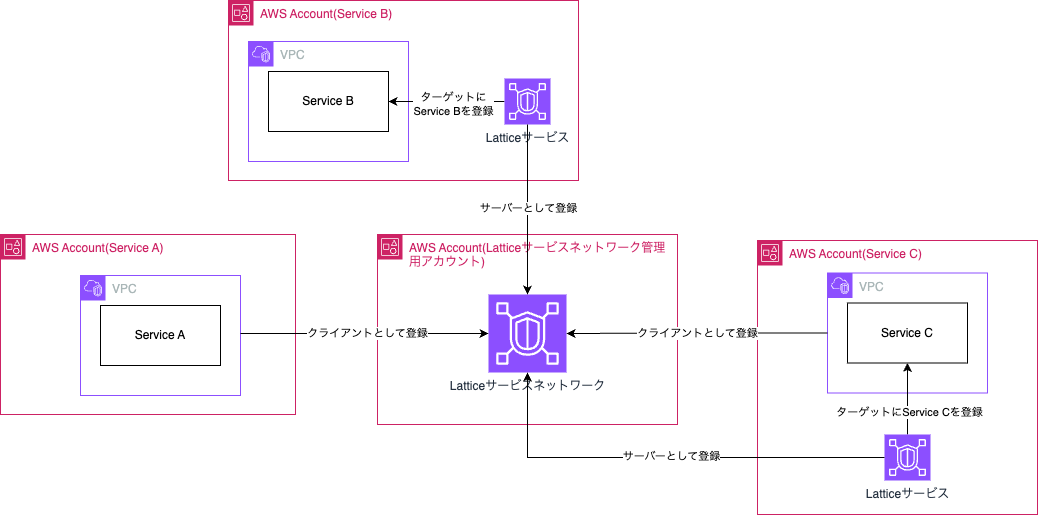 AWS Account(Service B)
VPC
Service B
ターゲットに
Service Bを登録
Latticeサービス
サーバーとして登録
AWS Account(Service A)
VPC
Service A
クライアントとして登録
AWS Account(Latticeサービスネットワーク管理
用アカウント)
Latticeサービスネットワーク
クライアントとして登録
AWS Account(Service C)
VPC
Service C
ターゲットにService Cを登録
サーバーとして登録
Latticeサービス